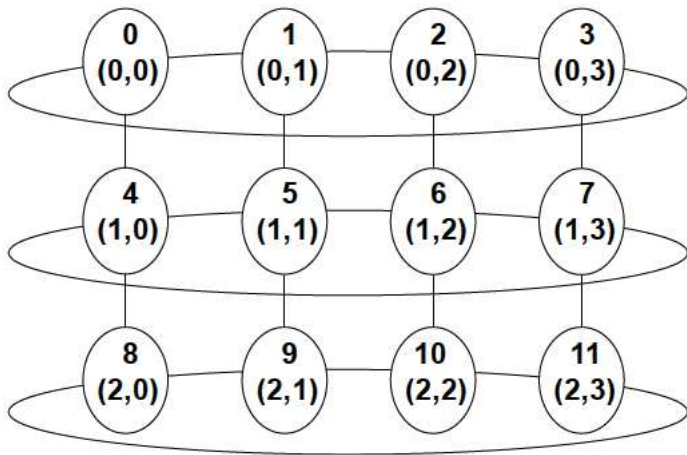 0 1 2 3
(0,0) (0,1) (0,2) (0,3)
4 5 6 7
(1,0) (1,1) (1,2) (1,3)
8 9 10 11
(2,0) (2,1) (2,2) (2,3)